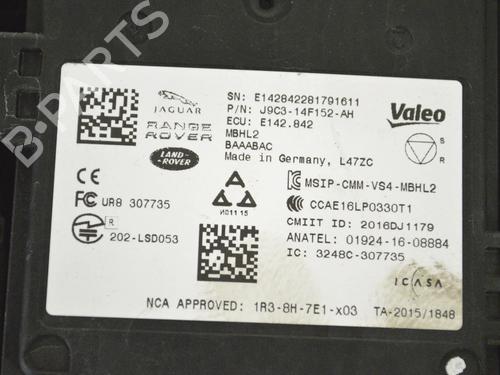 SN: E142842281791611
P/N: J9C3-14F152-AH
ECU: E142.842
MBHL2
BAAABAC
Made in Germany, L47ZC
JAGUAR
RANGE
ROVER
LAND-
ROVER
Valeo
S
R
FC UR8 307735
R
202-LSD053
A
N011 15
MSIP-CMM-VS4-MBHL2
CCAE16LP0330T1
CMIIT ID: 2016DJ1179
ANATEL: 01924-16-08884
IC: 3248C-307735
ICASA
NCA APPROVED: 1R3-8H-7E1-x03
TA-2015/1848
B-PARTS